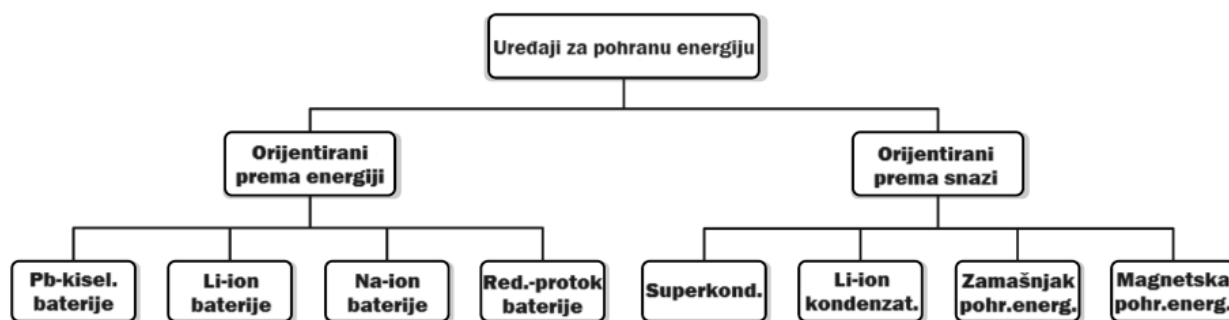 Uređaji za pohranu energiju
Orijentirani
prema energiji
Orijentirani
prema snazi
Pb-kisel.
baterije
Li-ion
baterije
Na-ion
baterije
Red.-protok
baterije
Superkond.
Li-ion
kondenzat.
Zamašnjak
pohr.energ.
Magnetska
pohr.energ.